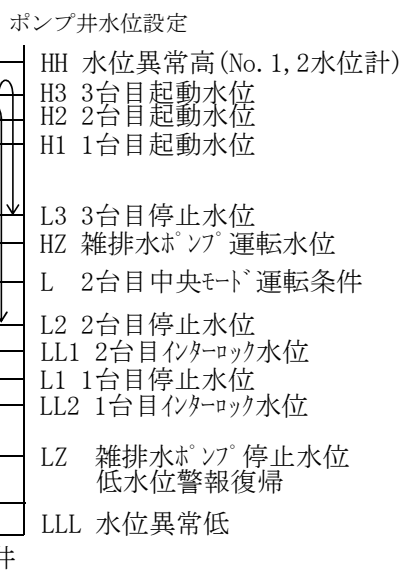 ポンプ井水位設定
HH 水位異常高(No.1,2水位計)
H3 3台目起動水位
H2 2台目起動水位
H1 1台目起動水位
L3 3台目停止水位
HZ 雑排水ﾎﾟﾝﾌﾟ運転水位
L 2台目中央ﾓｰﾄﾞ運転条件
L2 2台目停止水位
LL1 2台目ｲﾝﾀｰﾛｯｸ水位
L1 1台目停止水位
LL2 1台目ｲﾝﾀｰﾛｯｸ水位
LZ 雑排水ﾎﾟﾝﾌﾟ停止水位
低水位警報復帰
LLL 水位異常低
井